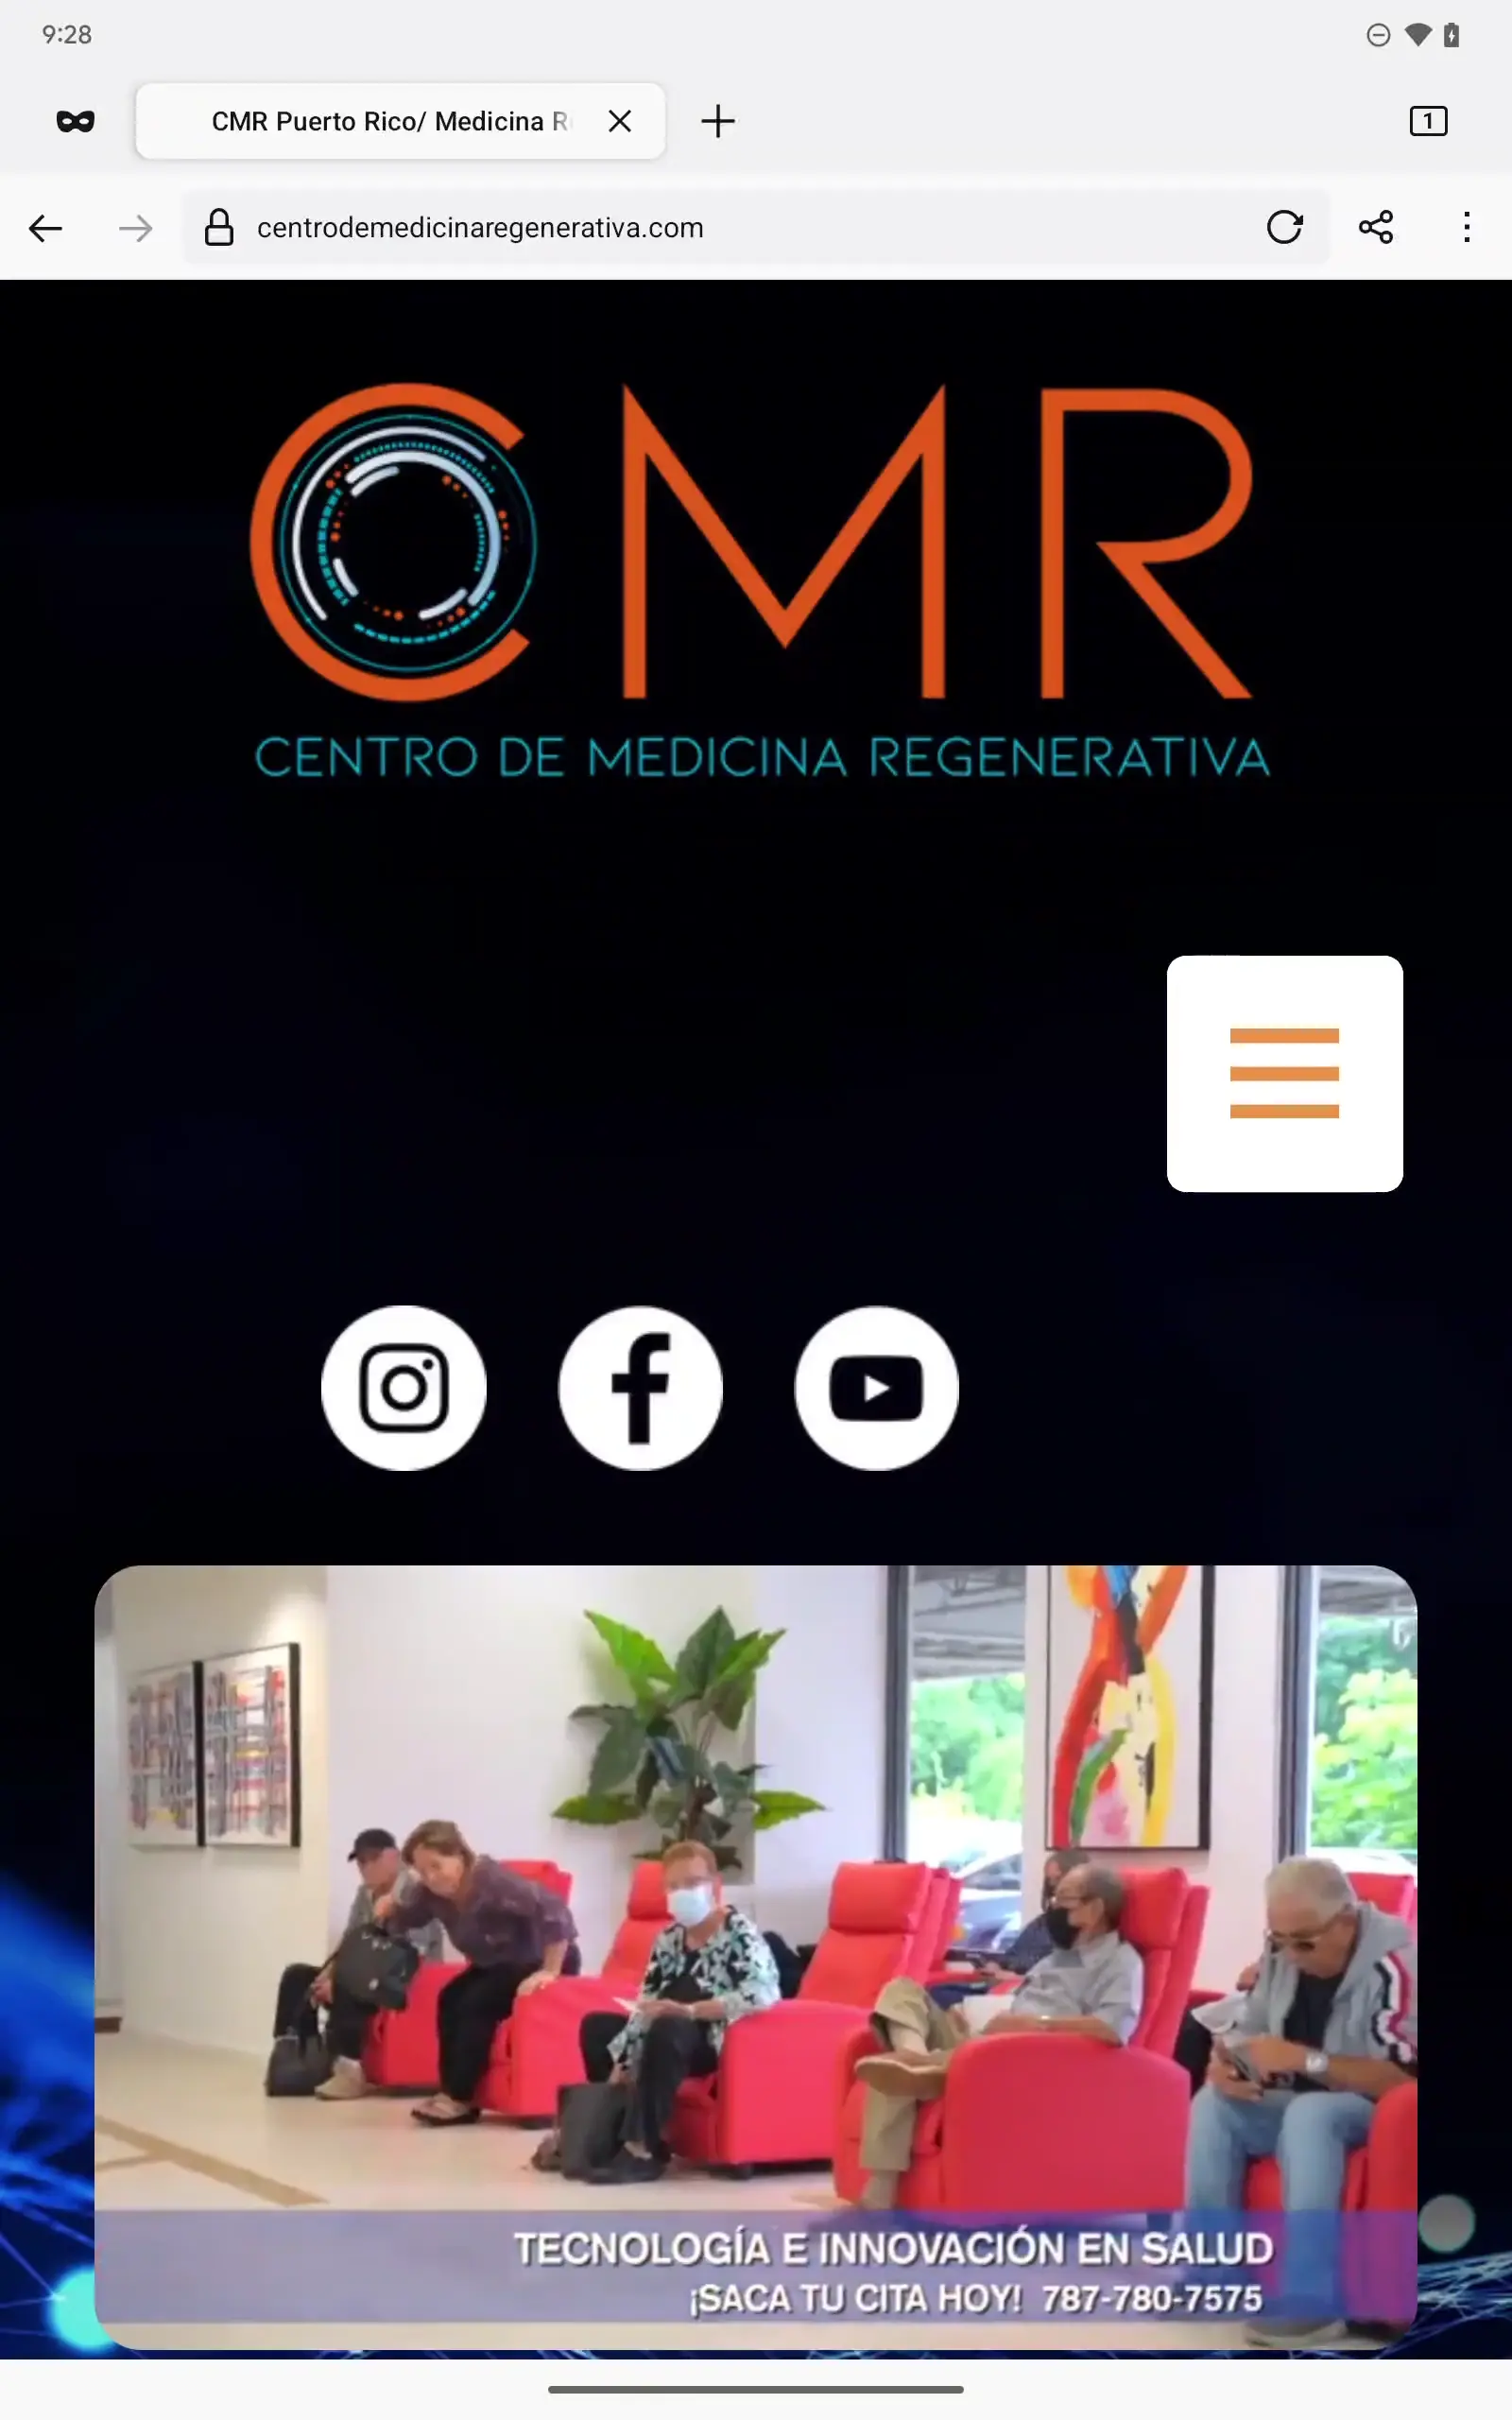 9:28
CMR Puerto Rico/ Medicina
1
centrodemedicinaregenerativa.com
CMR
CENTRO DE MEDICINA REGENERATIVA
TECNOLOGÍA E INNOVACIÓN EN SALUD
¡SACA TU CITA HOY! 787-780-7575